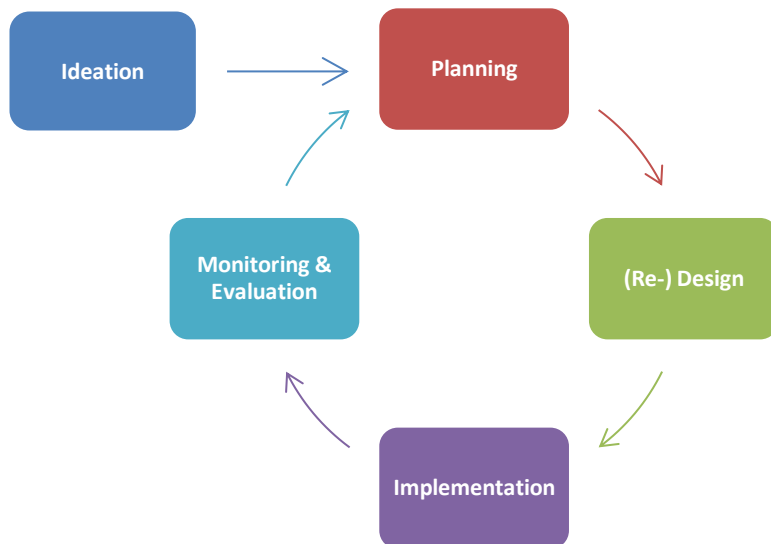 Ideation
Planning
Monitoring &
Evaluation
(Re-) Design
Implementation